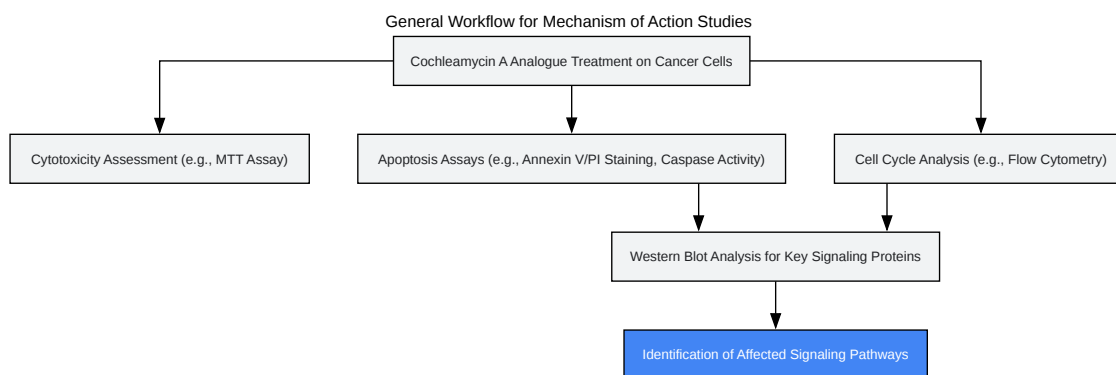 General Workflow for Mechanism of Action Studies
Cochleamycin A Analogue Treatment on Cancer Cells
Cytotoxicity Assessment (e.g., MTT Assay)
Apoptosis Assays (e.g., Annexin V/PI Staining, Caspase Activity)
Cell Cycle Analysis (e.g., Flow Cytometry)
Western Blot Analysis for Key Signaling Proteins
Identification of Affected Signaling Pathways